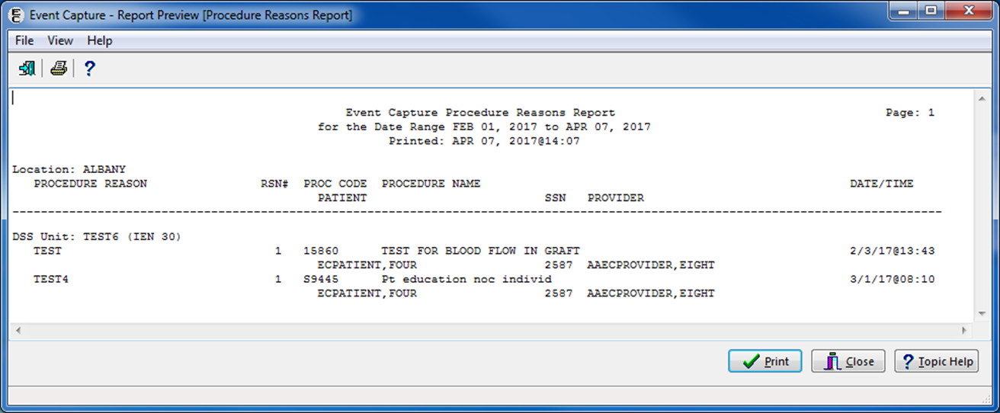 Event Capture - Report Preview [Procedure Reasons Report]
File View Help
Event Capture Procedure Reasons Report Page: 1
for the Date Range FEB 01, 2017 to APR 07, 2017
Printed: APR 07, 2017@14:07
Location: ALBANY
PROCEDURE REASON RSN# PROC CODE PROCEDURE NAME DATE/TIME
PATIENT SSN PROVIDER
DSS Unit: TEST6 (IEN 30)
TEST 1 15860 TEST FOR BLOOD FLOW IN GRAFT 2/3/17@13:43
ECPATIENT,FOUR 2587 AAECPROVIDER,EIGHT
TEST4 1 S9445 Pt education noc individ 3/1/17@08:10
ECPATIENT,FOUR 2587 AAECPROVIDER,EIGHT
Print Close Topic Help